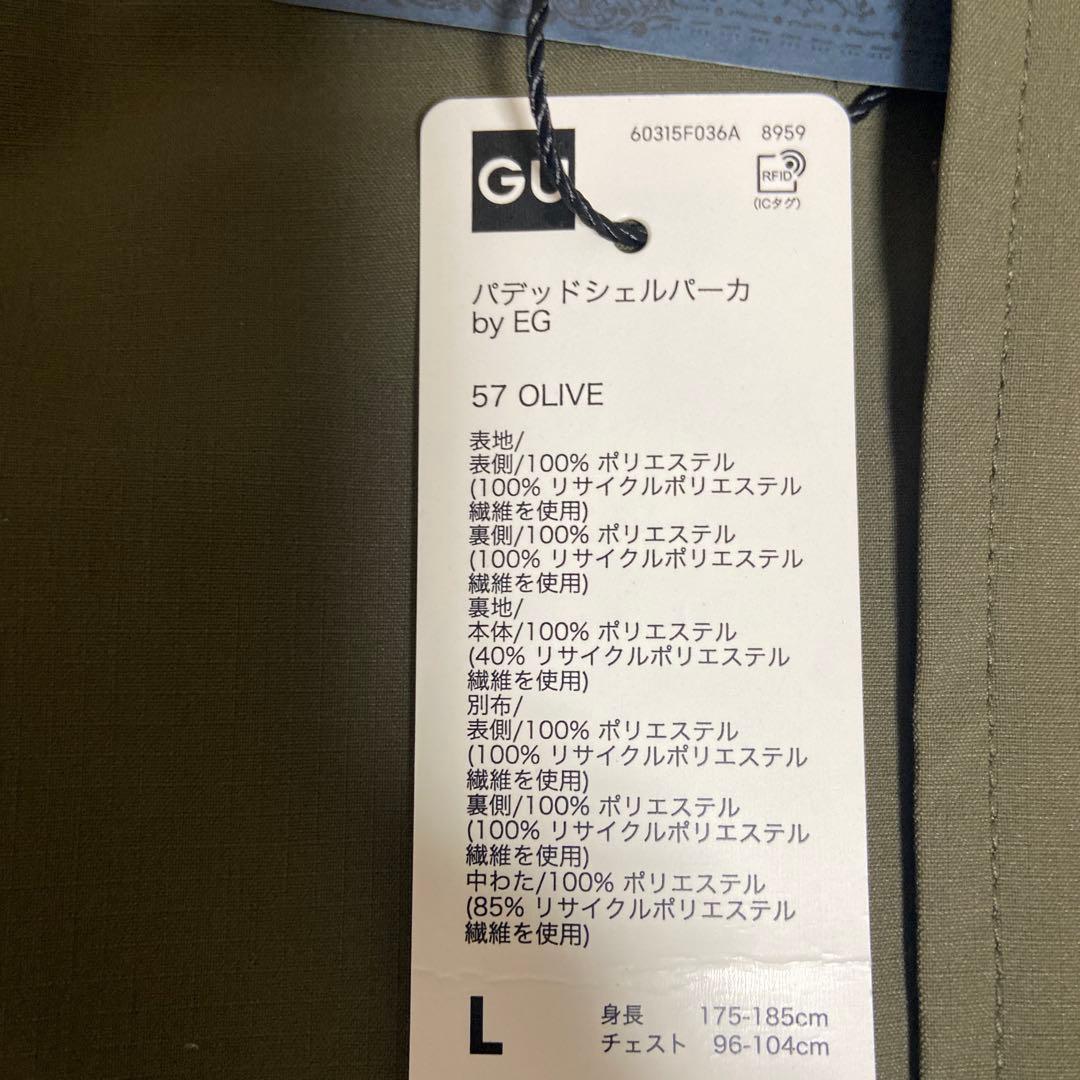 60315F036A 8959
GU
RFID
(ICタグ)
パデッドシェルパーカ
by EG
57 OLIVE
表地/
表側/100% ポリエステル
(100% リサイクルポリエステル
繊維を使用)
裏側/100% ポリエステル
(100% リサイクルポリエステル
繊維を使用)
裏地/
本体/100% ポリエステル
(40% リサイクルポリエステル
繊維を使用)
別布/
表側/100% ポリエステル
(100% リサイクルポリエステル
繊維を使用)
裏側/100% ポリエステル
(100% リサイクルポリエステル
繊維を使用)
中わた/100% ポリエステル
(85% リサイクルポリエステル
繊維を使用)
L
身長 175-185cm
チェスト 96-104cm